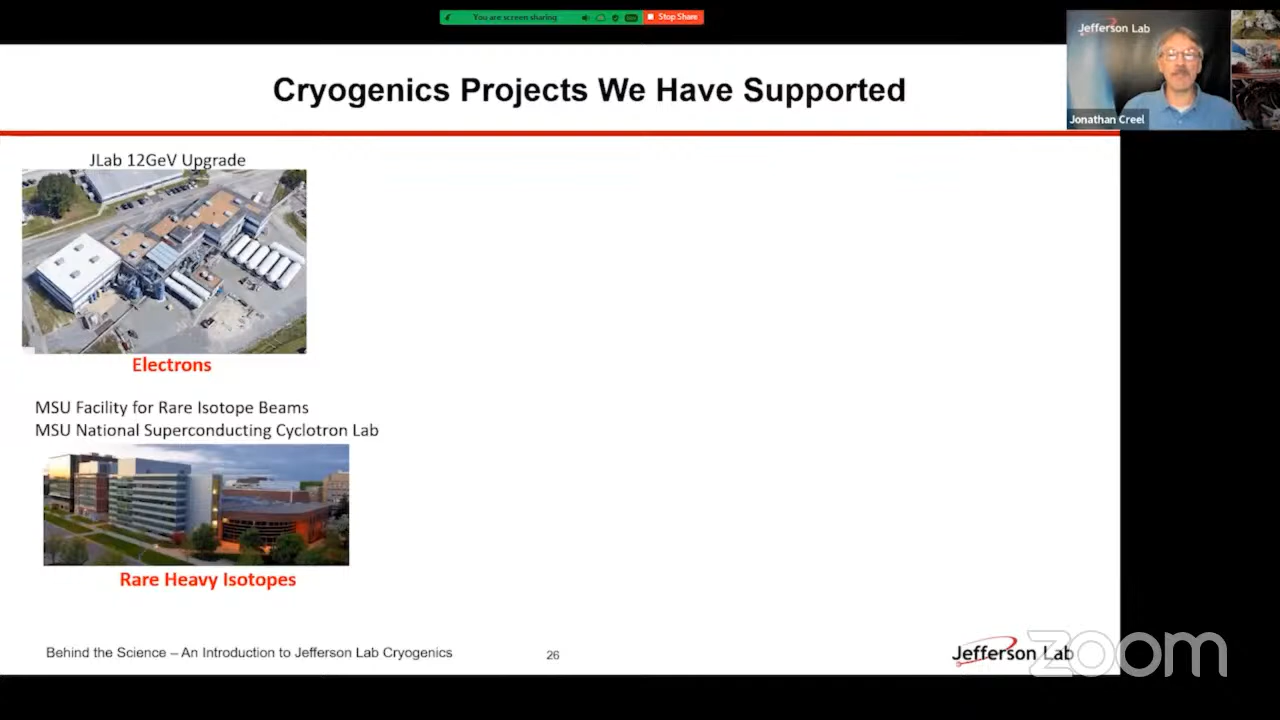 You are screen sharing
Stop Share
Jefferson Lab
Jonathan Creel
Cryogenics Projects We Have Supported
JLab 12GeV Upgrade
Electrons
MSU Facility for Rare Isotope Beams
MSU National Superconducting Cyclotron Lab
Rare Heavy Isotopes
Behind the Science – An Introduction to Jefferson Lab Cryogenics
26
Jefferson Lab
zoom